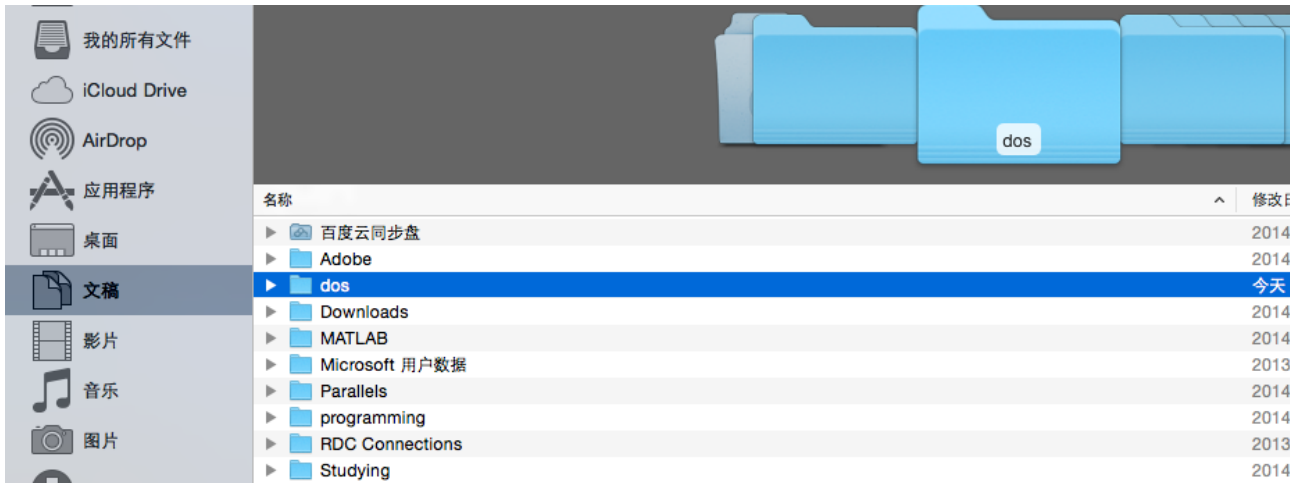 我的所有文件
iCloud Drive
AirDrop
应用程序
桌面
文稿
影片
音乐
图片
dos
名称 修改日
百度云同步盘 2014
Adobe 2014
dos 今天
Downloads 2014
MATLAB 2014
Microsoft 用户数据 2013
Parallels 2014
programming 2014
RDC Connections 2013
Studying 2014